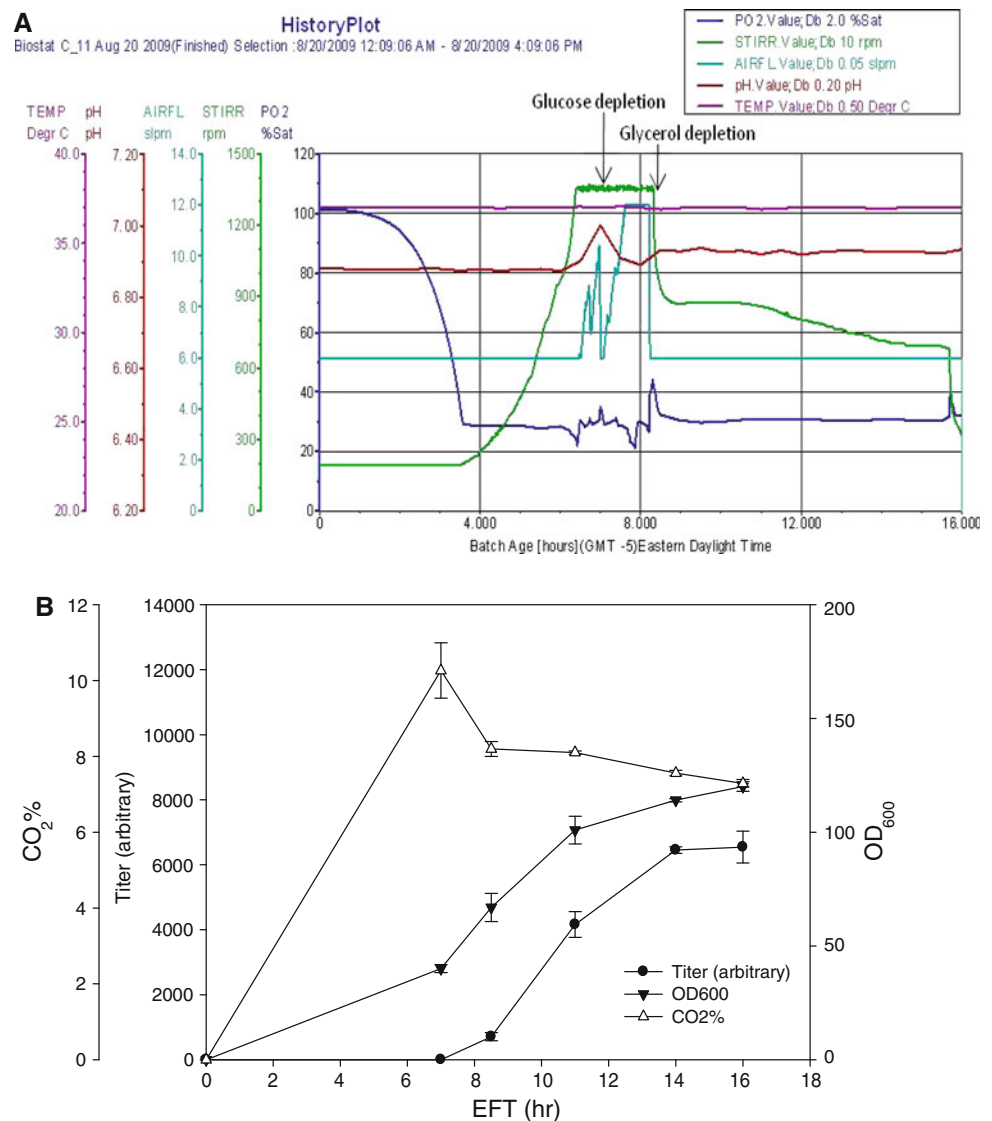 A
HistoryPlot
Biostat C_11 Aug 20 2009(Finished) Selection :8/20/2009 12:09:06 AM - 8/20/2009 4:09:06 PM
PO2.Value; Db 2.0 %Sat
STIRR.Value; Db 10 rpm
AIRFL.Value; Db 0.05 slpm
pH.Value; Db 0.20 pH
TEMP.Value; Db 0.50 Degr C
Glucose depletion
Glycerol depletion
TEMP pH AIRFL STIRR PO2
Degr C pH slpm rpm %Sat
40.0 7.20 14.0 1500 120
12.0
35.0 7.00 1200 100
10.0
80
6.80 900
30.0 8.0
60
6.60 6.0 600
40
25.0 4.0
6.40 300
2.0 20
20.0 6.20 0.0 0 0
0 4.000 8.000 12.000 16.000
Batch Age [hours](GMT -5)Eastern Daylight Time
B
12 14000 200
12000
10 150
10000
8
8000
6 100
6000
4 4000 50
2 2000
0 0 0
CO2%
Titer (arbitrary)
OD600
Titer (arbitrary)
OD600
CO2%
0 2 4 6 8 10 12 14 16 18
EFT (hr)